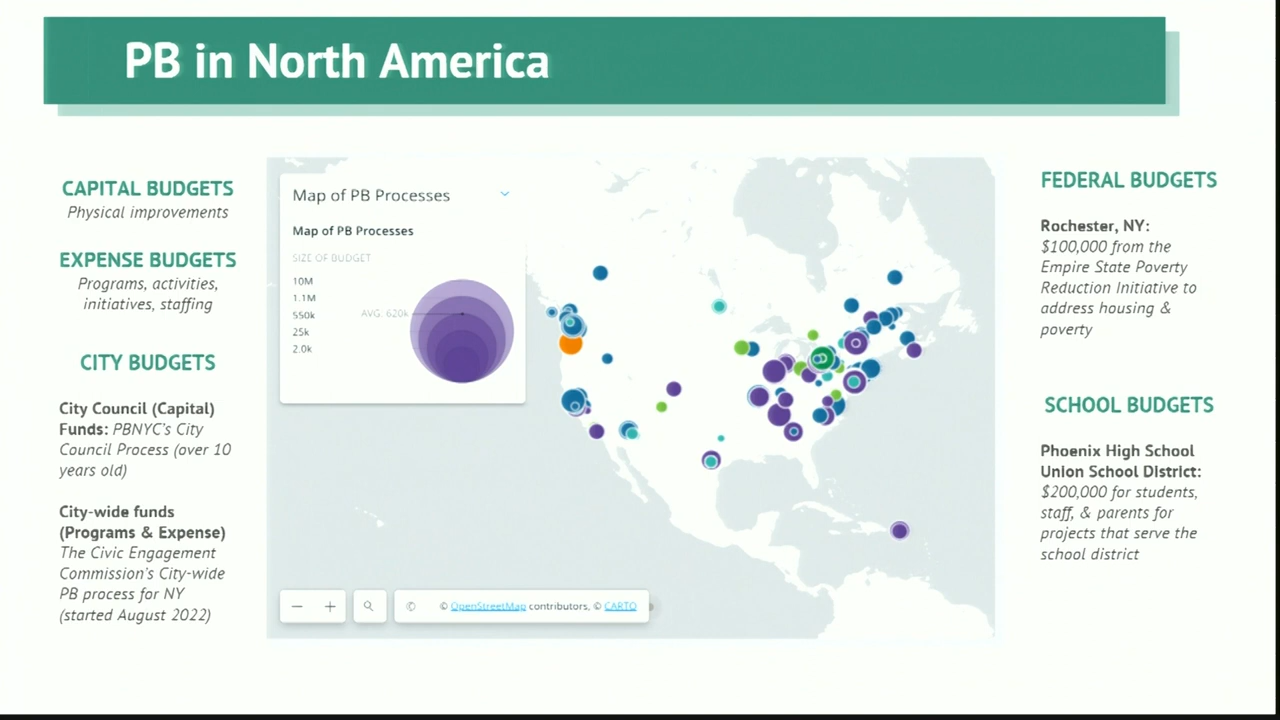 PB in North America
CAPITAL BUDGETS
Physical improvements
EXPENSE BUDGETS
Programs, activities,
initiatives, staffing
CITY BUDGETS
City Council (Capital)
Funds: PBNYC's City
Council Process (over 10
years old)
City-wide funds
(Programs & Expense)
The Civic Engagement
Commission's City-wide
PB process for NY
(started August 2022)
Map of PB Processes
Map of PB Processes
SIZE OF BUDGET
10M
1.1M
550k
25k
2.0k
AVG: 620k
© OpenStreetMap contributors, © CARTO
FEDERAL BUDGETS
Rochester, NY:
$100,000 from the
Empire State Poverty
Reduction Initiative to
address housing &
poverty
SCHOOL BUDGETS
Phoenix High School
Union School District:
$200,000 for students,
staff, & parents for
projects that serve the
school district